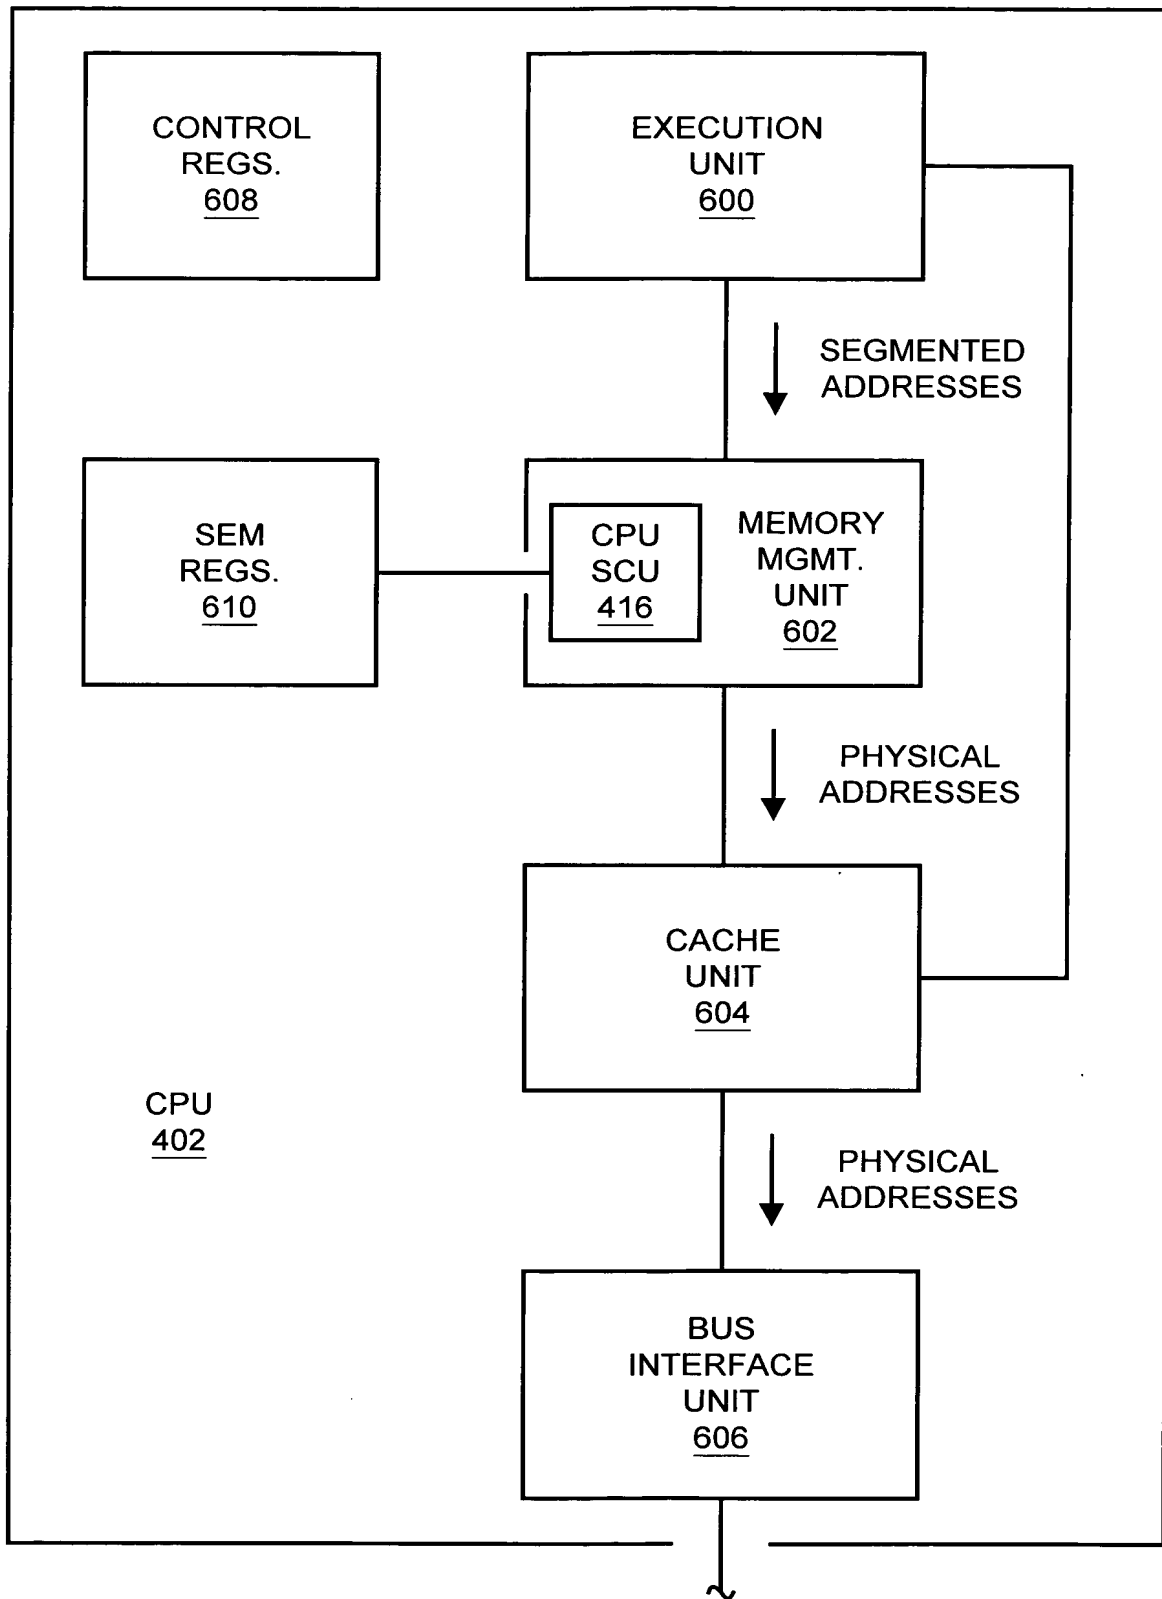 CONTROL
REGS.
608
EXECUTION
UNIT
600
SEGMENTED
ADDRESSES
SEM
REGS.
610
CPU
SCU
416
MEMORY
MGMT.
UNIT
602
PHYSICAL
ADDRESSES
CACHE
UNIT
604
CPU
402
PHYSICAL
ADDRESSES
BUS
INTERFACE
UNIT
606